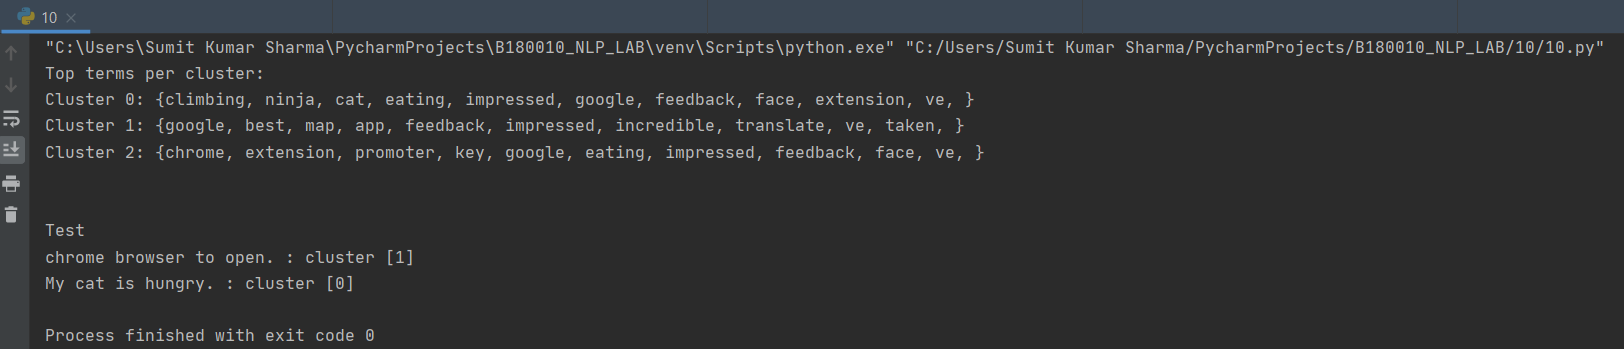 10
"C:\Users\Sumit Kumar Sharma\PycharmProjects\B180010_NLP_LAB\venv\Scripts\python.exe" "C:/Users/Sumit Kumar Sharma/PycharmProjects/B180010_NLP_LAB/10/10.py"
Top terms per cluster:
Cluster 0: {climbing, ninja, cat, eating, impressed, google, feedback, face, extension, ve, }
Cluster 1: {google, best, map, app, feedback, impressed, incredible, translate, ve, taken, }
Cluster 2: {chrome, extension, promoter, key, google, eating, impressed, feedback, face, ve, }
Test
chrome browser to open. : cluster [1]
My cat is hungry. : cluster [0]
Process finished with exit code 0